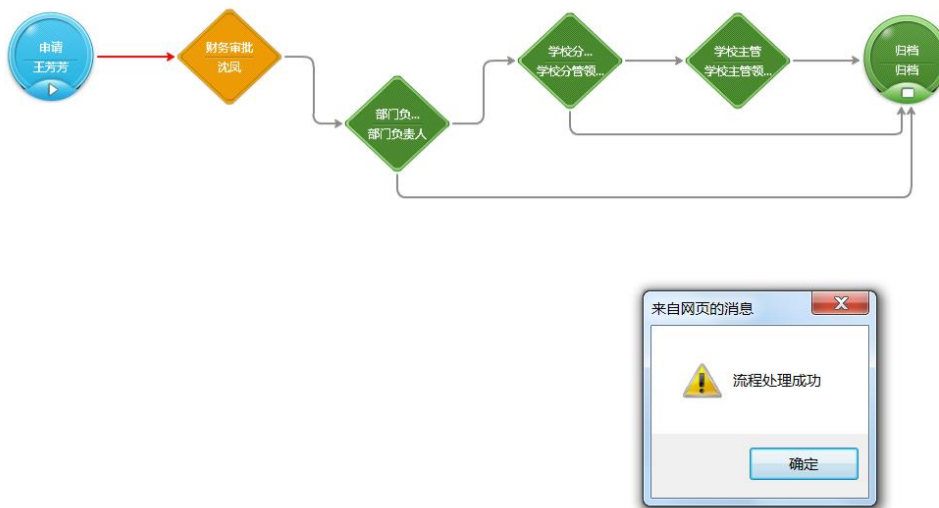 申请
王芳芳
财务审批
沈凤
部门负...
部门负责人
学校分...
学校分管领...
学校主管
学校主管领...
归档
归档
来自网页的消息
流程处理成功
确定